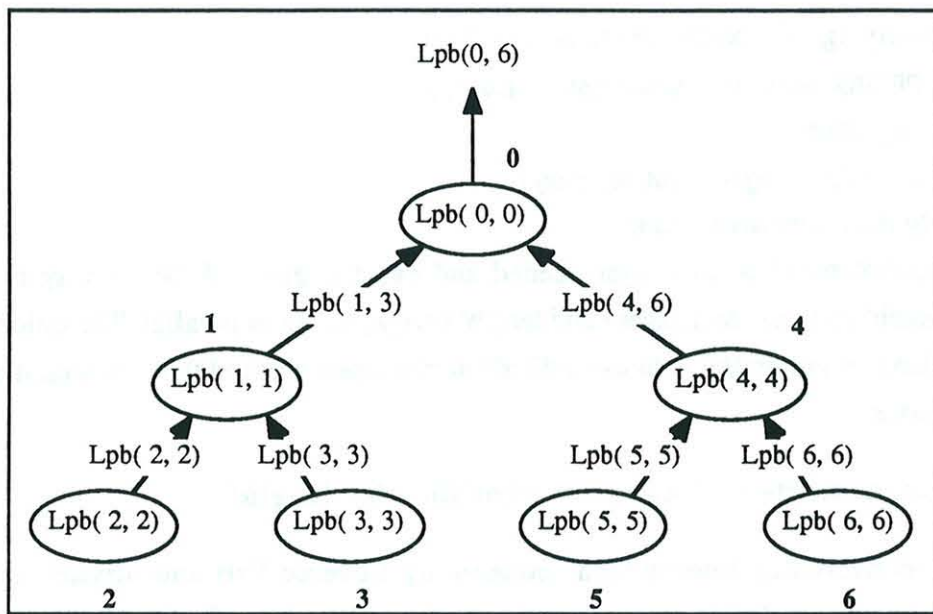 Lpb(0, 6)
0
Lpb( 0, 0)
Lpb( 1, 3)
Lpb( 4, 6)
1
4
Lpb( 1, 1)
Lpb( 4, 4)
Lpb( 2, 2)
Lpb( 3, 3)
Lpb( 5, 5)
Lpb( 6, 6)
Lpb( 2, 2)
Lpb( 3, 3)
Lpb( 5, 5)
Lpb( 6, 6)
2
3
5
6